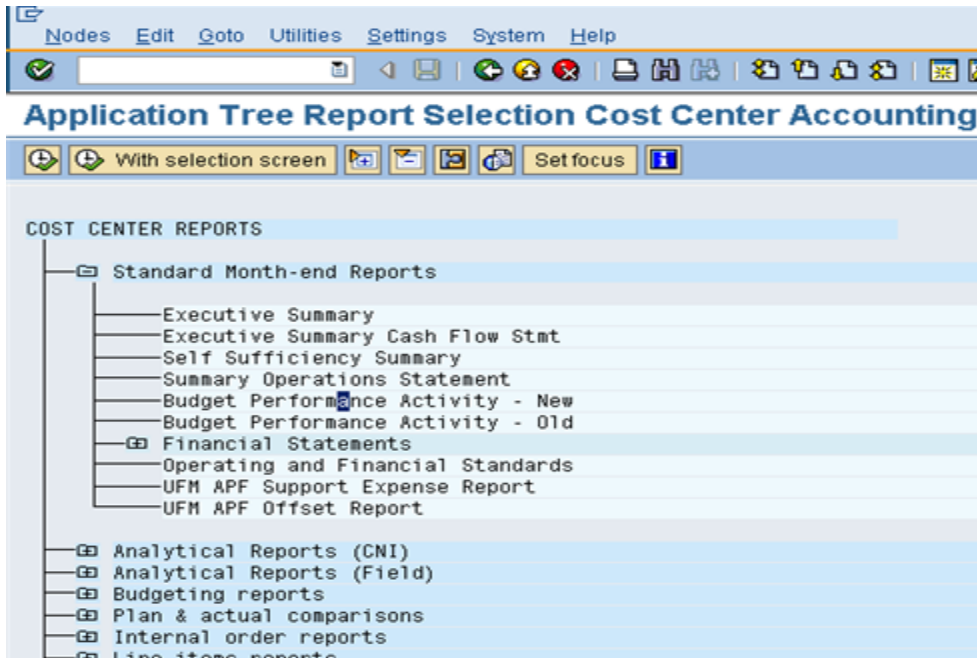 Nodes Edit Goto Utilities Settings System Help
Application Tree Report Selection Cost Center Accounting
With selection screen Set focus
COST CENTER REPORTS
Standard Month-end Reports
Executive Summary
Executive Summary Cash Flow Stmt
Self Sufficiency Summary
Summary Operations Statement
Budget Performance Activity - New
Budget Performance Activity - Old
Financial Statements
Operating and Financial Standards
UFM APF Support Expense Report
UFM APF Offset Report
Analytical Reports (CNI)
Analytical Reports (Field)
Budgeting reports
Plan & actual comparisons
Internal order reports
Line items reports